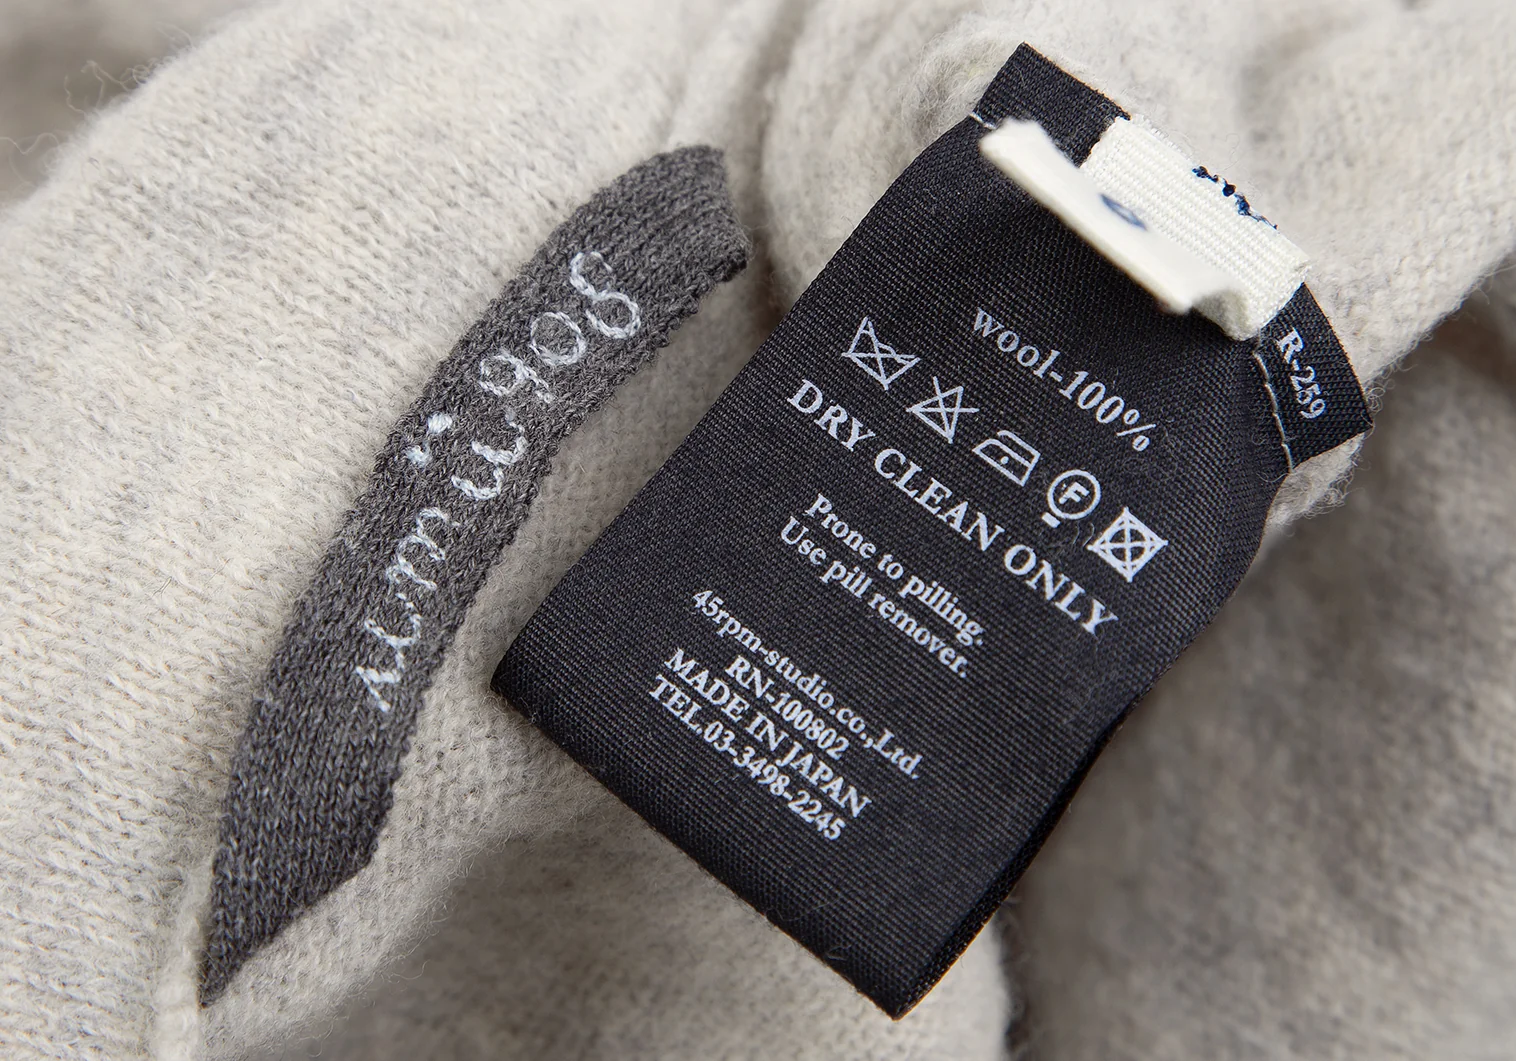 wool-100%
DRY CLEAN ONLY
F
Prone to pilling.
Use pill remover.
45rpm-studio.co.,Ltd.
RN-100802
MADE IN JAPAN
TEL.03-3498-2245
R-259